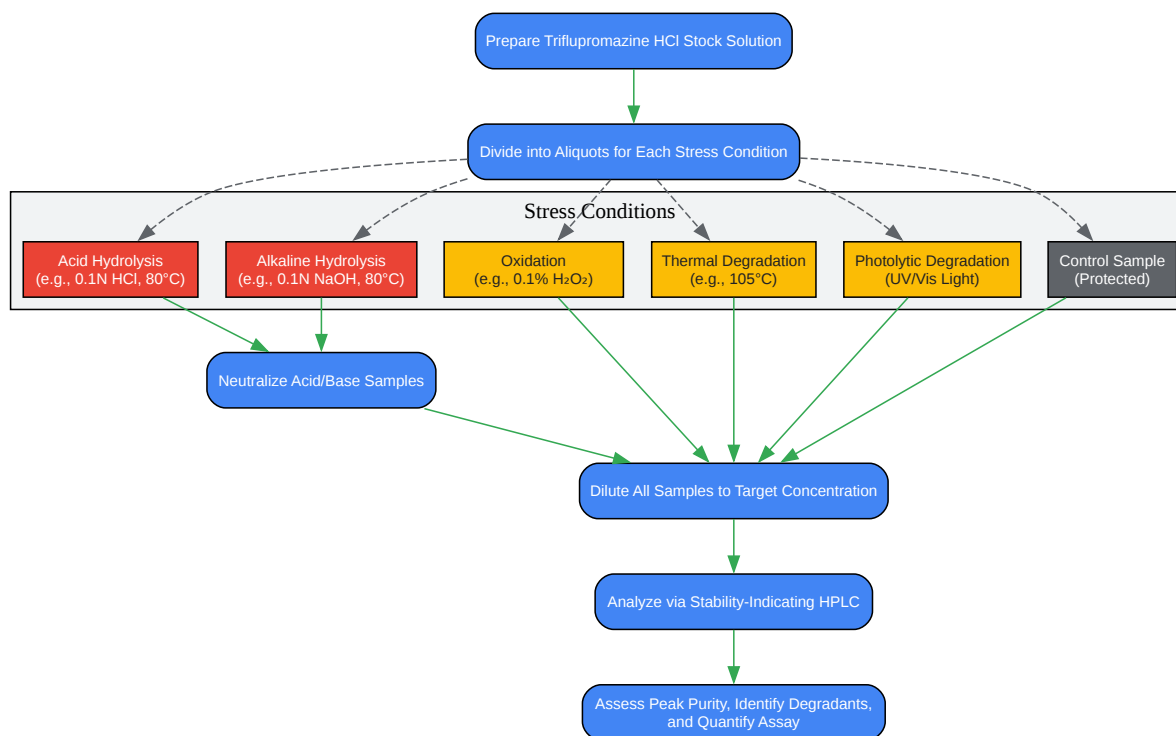 Prepare Triflupromazine HCl Stock Solution
Divide into Aliquots for Each Stress Condition
Stress Conditions
Acid Hydrolysis
(e.g., 0.1N HCl, 80°C)
Alkaline Hydrolysis
(e.g., 0.1N NaOH, 80°C)
Oxidation
(e.g., 0.1% H₂O₂)
Thermal Degradation
(e.g., 105°C)
Photolytic Degradation
(UV/Vis Light)
Control Sample
(Protected)
Neutralize Acid/Base Samples
Dilute All Samples to Target Concentration
Analyze via Stability-Indicating HPLC
Assess Peak Purity, Identify Degradants,
and Quantify Assay